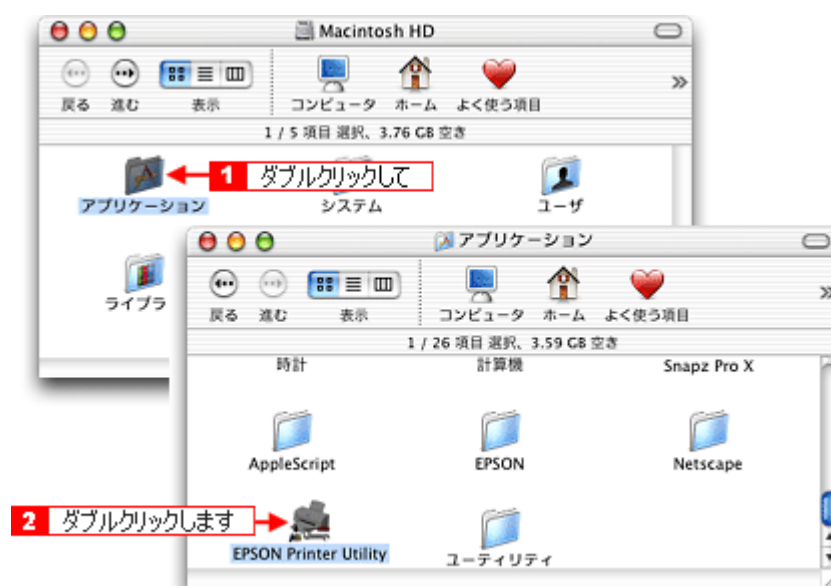 Macintosh HD
戻る 進む 表示 コンピュータ ホーム よく使う項目
1 / 5 項目 選択、3.76 GB 空き
1 ダブルクリックして
アプリケーション システム ユーザ
ライブラ
アプリケーション
戻る 進む 表示 コンピュータ ホーム よく使う項目
1 / 26 項目 選択、3.59 GB 空き
時計 計算機 Snapz Pro X
AppleScript EPSON Netscape
2 ダブルクリックします
EPSON Printer Utility ユーティリティ